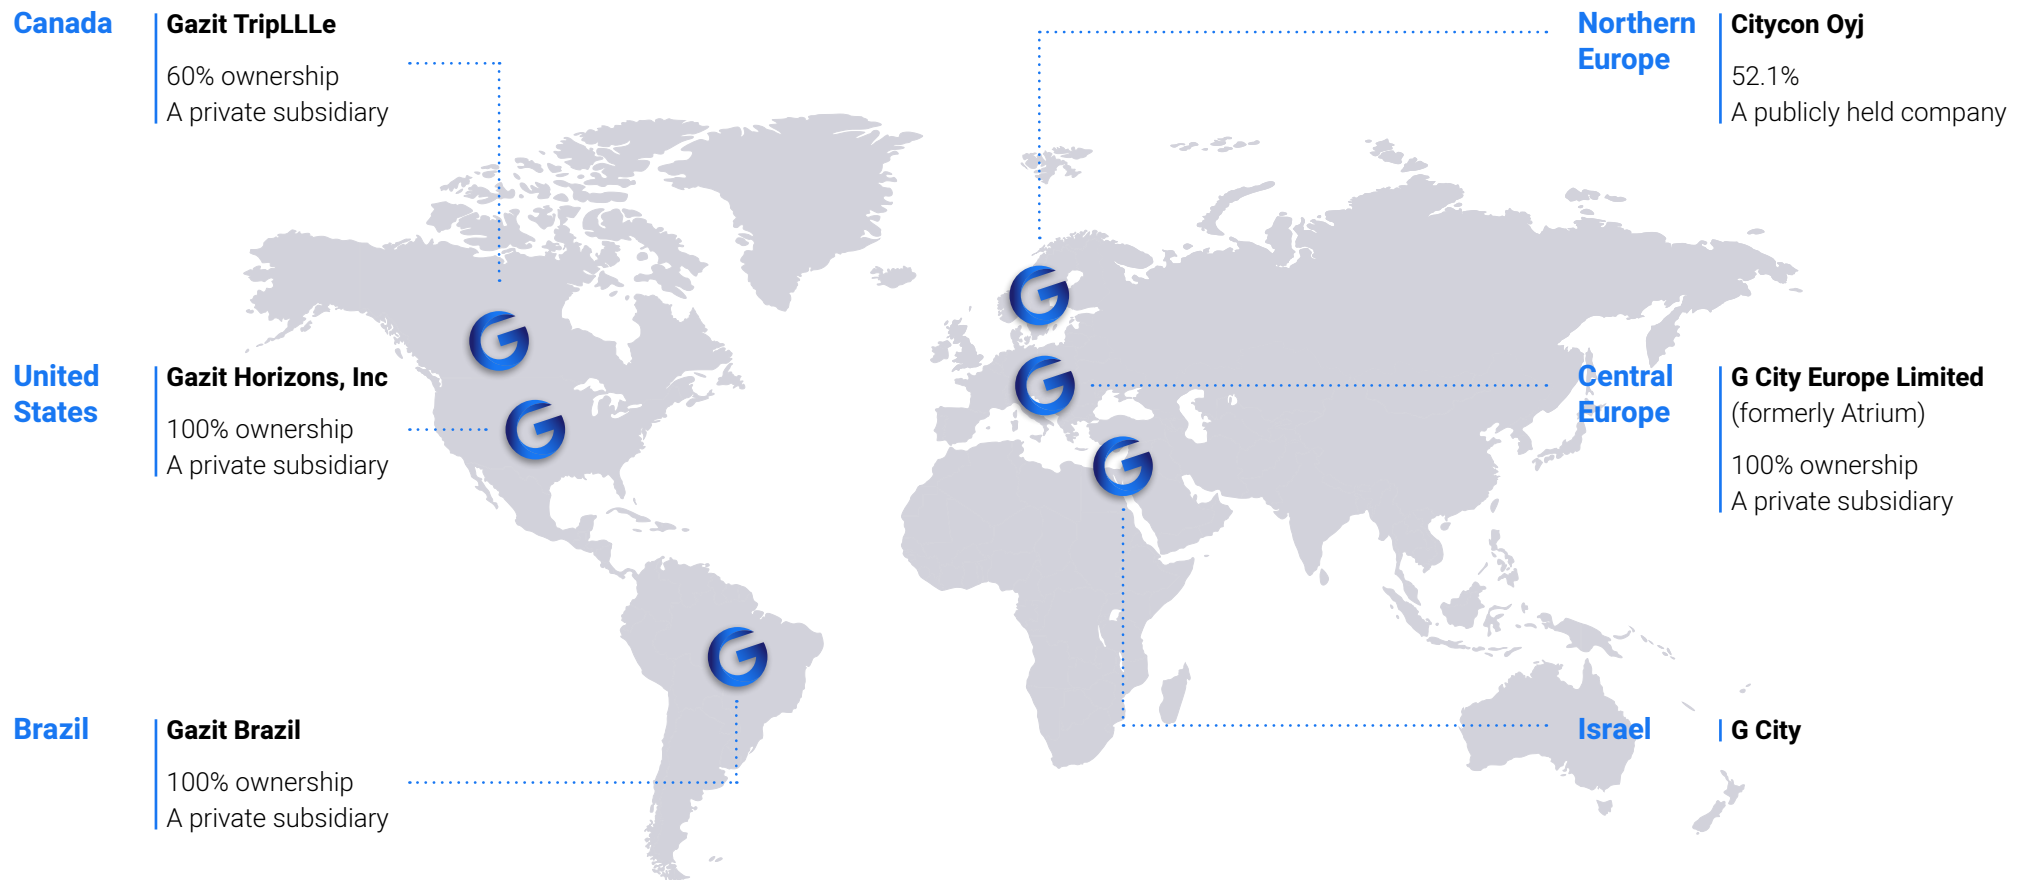 Canada
Gazit TripLLLe
60% ownership
A private subsidiary
Northern
Europe
Citycon Oyj
52.1%
A publicly held company
United
States
Gazit Horizons, Inc
100% ownership
A private subsidiary
Central
Europe
G City Europe Limited
(formerly Atrium)
100% ownership
A private subsidiary
Brazil
Gazit Brazil
100% ownership
A private subsidiary
Israel
G City